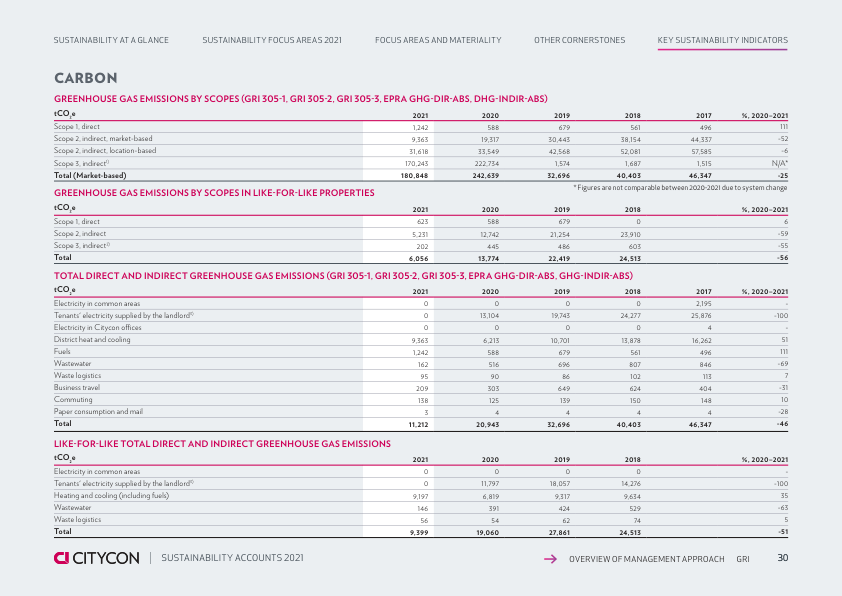 SUSTAINABILITY AT A GLANCE SUSTAINABILITY FOCUS AREAS 2021 FOCUS AREAS AND MATERIALITY OTHER CORNERSTONES KEY SUSTAINABILITY INDICATORS
CARBON
GREENHOUSE GAS EMISSIONS BY SCOPES (GRI 305-1, GRI 305-2, GRI 305-3, EPRA GHG-DIR-ABS, DHG-INDIR-ABS)
tCO₂e 2021 2020 2019 2018 2017 %, 2020–2021
Scope 1, direct 1,242 588 679 561 496 111
Scope 2, indirect, market-based 9,363 19,317 30,443 38,154 44,337 -52
Scope 2, indirect, location-based 31,618 33,549 42,568 52,081 57,585 -6
Scope 3, indirect¹⁾ 170,243 222,734 1,574 1,687 1,515 N/A*
Total (Market-based) 180,848 242,639 32,696 40,403 46,347 -25
* Figures are not comparable between 2020-2021 due to system change
GREENHOUSE GAS EMISSIONS BY SCOPES IN LIKE-FOR-LIKE PROPERTIES
tCO₂e 2021 2020 2019 2018 %, 2020–2021
Scope 1, direct 623 588 679 0 6
Scope 2, indirect 5,231 12,742 21,254 23,910 -59
Scope 3, indirect²⁾ 202 445 486 603 -55
Total 6,056 13,774 22,419 24,513 -56
TOTAL DIRECT AND INDIRECT GREENHOUSE GAS EMISSIONS (GRI 305-1, GRI 305-2, GRI 305-3, EPRA GHG-DIR-ABS, GHG-INDIR-ABS)
tCO₂e 2021 2020 2019 2018 2017 %, 2020–2021
Electricity in common areas 0 0 0 0 2,195 -
Tenants' electricity supplied by the landlord⁶⁾ 0 13,104 19,743 24,277 25,876 -100
Electricity in Citycon offices 0 0 0 0 4 -
District heat and cooling 9,363 6,213 10,701 13,878 16,262 51
Fuels 1,242 588 679 561 496 111
Wastewater 162 516 696 807 846 -69
Waste logistics 95 90 86 102 113 7
Business travel 209 303 649 624 404 -31
Commuting 138 125 139 150 148 10
Paper consumption and mail 3 4 4 4 4 -28
Total 11,212 20,943 32,696 40,403 46,347 -46
LIKE-FOR-LIKE TOTAL DIRECT AND INDIRECT GREENHOUSE GAS EMISSIONS
tCO₂e 2021 2020 2019 2018 %, 2020–2021
Electricity in common areas 0 0 0 0 -
Tenants' electricity supplied by the landlord⁶⁾ 0 11,797 18,057 14,276 -100
Heating and cooling (including fuels) 9,197 6,819 9,317 9,634 35
Wastewater 146 391 424 529 -63
Waste logistics 56 54 62 74 5
Total 9,399 19,060 27,861 24,513 -51
CITYCON SUSTAINABILITY ACCOUNTS 2021 OVERVIEW OF MANAGEMENT APPROACH GRI 30